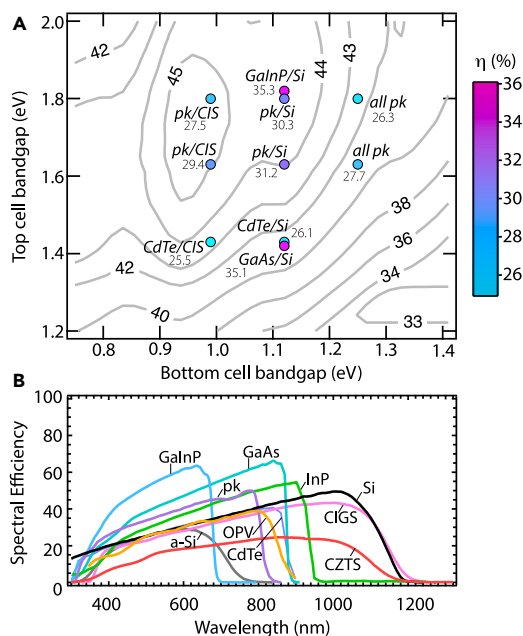 A
2.0
1.8
1.6
1.4
1.2
Top cell bandgap (eV)
42
45
43
44
GaInP/Si
35.3
pk/CIS
27.5
pk/Si
30.3
all pk
26.3
pk/CIS
29.4
pk/Si
31.2
all pk
27.7
38
CdTe/CIS
25.5
CdTe/Si
26.1
GaAs/Si
35.1
36
42
34
40
33
0.8
0.9
1.0
1.1
1.2
1.3
1.4
Bottom cell bandgap (eV)
η (%)
36
34
32
30
28
26
B
100
80
60
40
20
0
Spectral Efficiency
GaInP
GaAs
pk
InP
Si
CIGS
a-Si
OPV
CdTe
CZTS
400
600
800
1000
1200
Wavelength (nm)